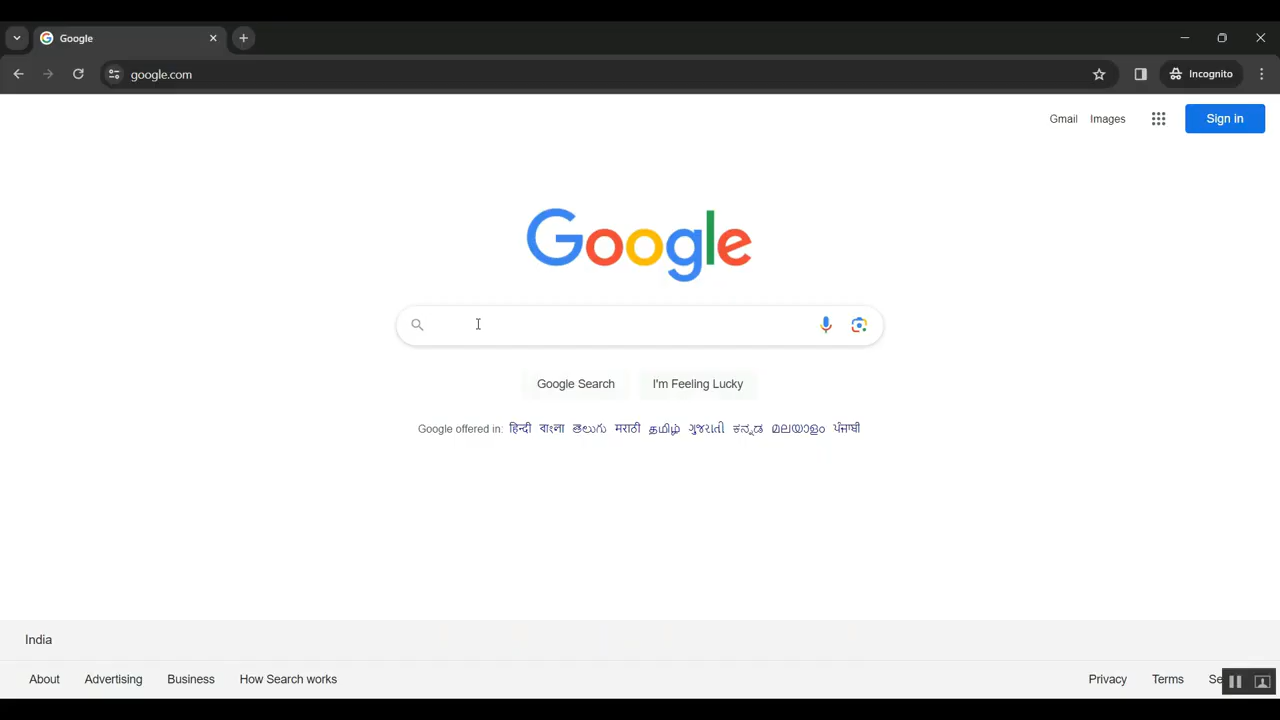 Google
google.com
Incognito
Gmail Images Sign in
Google
Google Search I'm Feeling Lucky
Google offered in: हिन्दी বাংলা తెలుగు मराठी தமிழ் ગુજરાતી ಕನ್ನಡ മലയാളം ਪੰਜਾਬੀ
India
About Advertising Business How Search works Privacy Terms Se